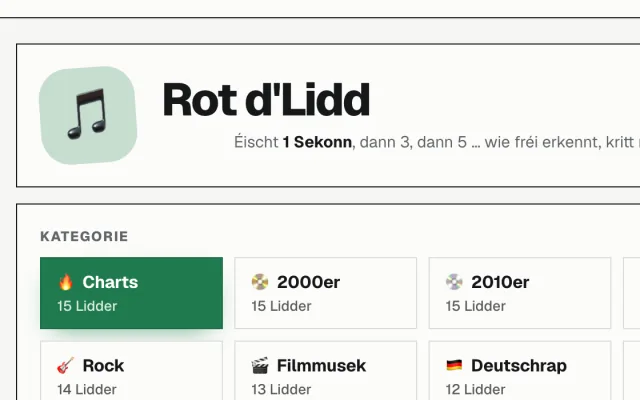 Rot d'Lidd
Éischt 1 Sekonn, dann 3, dann 5 ... wie fréi erkennt, kritt
KATEGORIE
Charts
15 Lidder
2000er
15 Lidder
2010er
15 Lidder
Rock
14 Lidder
Filmmusek
13 Lidder
Deutschrap
12 Lidder